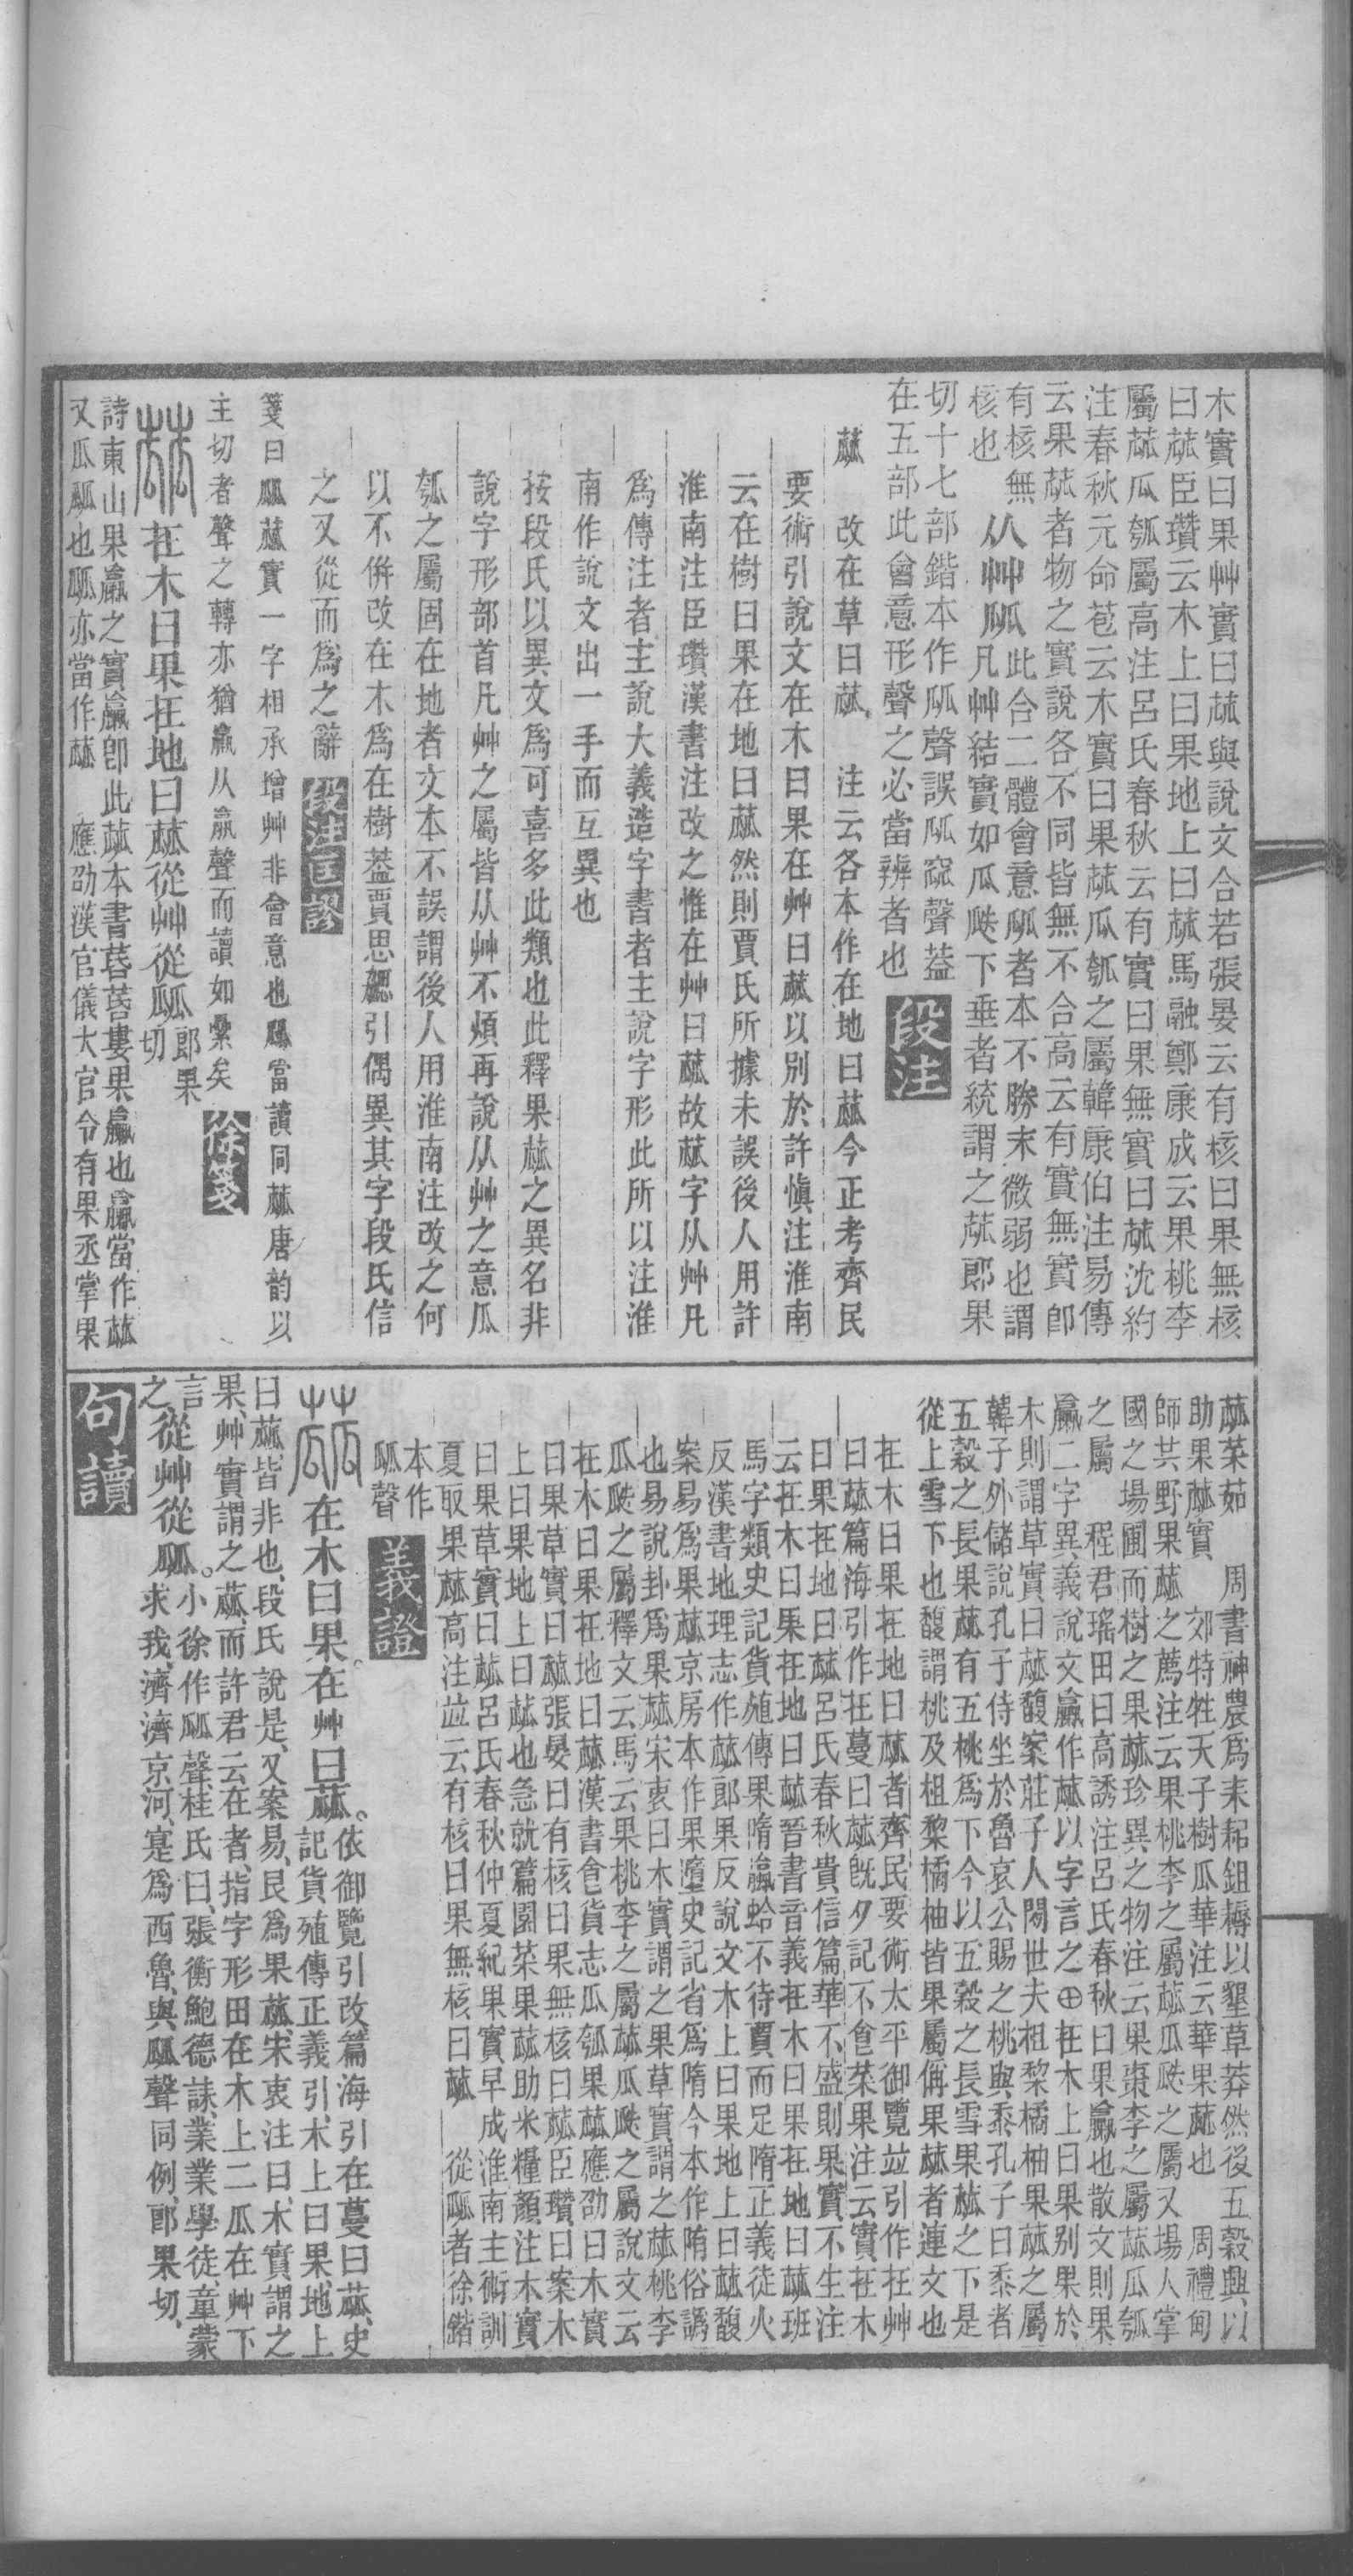 木實曰果艸實曰蓏與說文合若張晏云有核曰果無核
曰蓏臣瓚云木上曰果地上曰蓏馬融鄭康成云果桃李
屬蓏瓜瓠屬高注呂氏春秋云有實曰果無實曰蓏沈約
注春秋元命苞云木實曰果蓏瓜瓠之屬韓康伯注易傳
云果蓏者物之實說各不同皆無不合高云有實無實卽
有核無
核也
从艸㼌
此合二體會意㼌者本不勝末微弱也謂
凡艸結實如瓜瓞下垂者統謂之蓏郎果
切十七部鍇本作㼌聲誤㼌窳聲葢
在五部此會意形聲之必當辨者也
段注
蓏　改在草曰蓏　注云各本作在地曰蓏今正考齊民
要術引說文在木曰果在艸曰蓏以別於許愼注淮南
云在樹曰果在地曰蓏然則賈氏所據未誤後人用許
淮南注臣瓚漢書注改之惟在艸曰蓏故蓏字从艸凡
爲傳注者主說大義造字書者主說字形此所以注淮
南作說文出一手而互異也
按段氏以異文爲可喜多此類也此釋果蓏之異名非
說字形部首凡艸之屬皆从艸不煩再說从艸之意瓜
瓠之屬固在地者文本不誤謂後人用淮南注改之何
以不倂改在木爲在樹葢賈思勰引偶異其字段氏信
之又從而爲之辭
段注匡謬
箋曰㼌蓏實一字相承增艸非會意也㼌當讀同蓏唐韵以
主切者聲之轉亦猶蠃从𣎆聲而讀如纍矣
徐箋
蓏
在木曰果在地曰蓏從艸從㼌
郎果
切
詩東山果臝之實臝卽此蓏本書菩菩蔞果臝也臝當作蓏
又瓜㼌也㼌亦當作蓏　應劭漢官儀大官令有果丞掌果
蓏菜茹　周書神農爲耒耜鉏耨以墾草莽然後五穀興以
助果蓏實　郊特牲天子樹瓜華注云華果蓏也　周禮甸
師共野果蓏之薦注云果桃李之屬蓏瓜瓞之屬又場人掌
國之場圃而樹之果蓏珍異之物注云果棗李之屬蓏瓜瓠
之屬　程君瑤田曰高誘注呂氏春秋曰果臝也散文則果
臝二字異義說文臝作蓏以字言之⊕在木上曰果別果於
木則謂草實曰蓏馥案莊子人閒世夫柤棃橘柚果蓏之屬
韓子外儲說孔子侍坐於魯哀公賜之桃與黍孔子曰黍者
五穀之長果蓏有五桃爲下今以五穀之長雪果蓏之下是
從上雪下也馥謂桃及柤棃橘柚皆果屬偁果蓏者連文也
在木曰果在地曰蓏者齊民要術太平御覽竝引作在艸
曰蓏篇海引作在蔓曰蓏旣夕記不食菜果注云實在木
曰果在地曰蓏呂氏春秋貴信篇華不盛則果實不生注
云在木曰果在地曰蓏晉書音義在木曰果在地曰蓏班
馬字類史記貨殖傳果隋蠃蛤不待賈而足隋正義徒火
反漢書地理志作蓏郎果反說文木上曰果地上曰蓏馥
案易爲果蓏京房本作果墮史記省爲隋今本作隋俗譌
也易說卦爲果蓏宋衷曰木實謂之果草實謂之蓏桃李
瓜瓞之屬釋文云馬云果桃李之屬蓏瓜瓞之屬說文云
在木曰果在地曰蓏漢書食貨志瓜瓠果蓏應劭曰木實
曰果草實曰蓏張晏曰有核曰果無核曰蓏臣瓚曰案木
上曰果地上曰蓏也急就篇園菜果蓏助米糧顏注木實
曰果草實曰蓏呂氏春秋仲夏紀果實早成淮南主術訓
夏取果蓏高注竝云有核曰果無核曰蓏　從㼌者徐鍇
本作
㼌聲
義證
蓏
在木曰果。在艸曰蓏。
依御覽引改、篇海引在蔓曰蓏、史
記貨殖傳正義引、木上曰果、地上
曰蓏、皆非也、段氏說是、又案易、艮爲果蓏、宋衷注曰、木實謂之
果、艸實謂之蓏、而許君云在者、指字形田在木上二瓜在艸下
言
之、
從艸從㼌。
小徐作㼌聲、桂氏曰、張衡鮑德誄、業業學徒、童蒙
求我、濟濟京河、寔爲西魯、與㼌聲同例、郎果切、
句讀